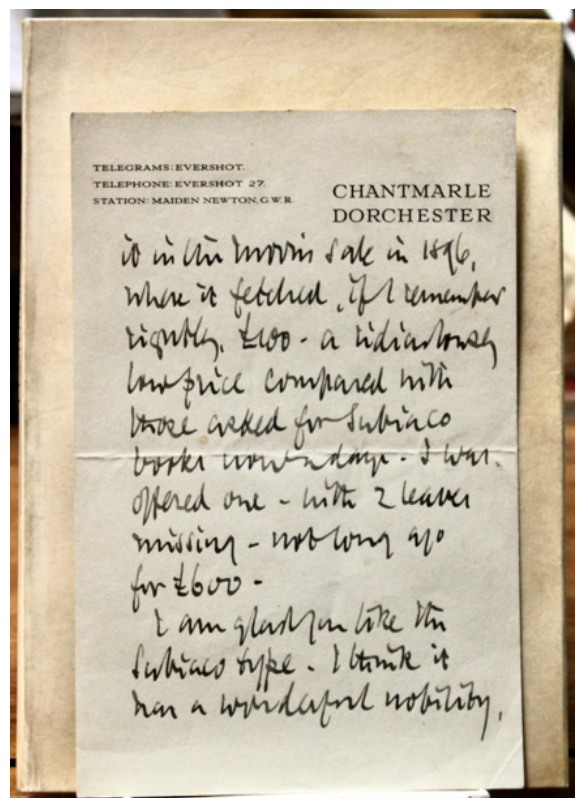 TELEGRAMS: EVERSHOT.
TELEPHONE: EVERSHOT 27.
STATION: MAIDEN NEWTON, G.W.R.
CHANTMARLE
DORCHESTER
it in the Morris sale in 1896,
where it fetched, if I remember
rightly, £100 - a ridiculously
low price compared with
those asked for Subiaco
books nowadays. I was
offered one - with 2 leaves
missing - not long ago
for £600 -
I am glad you like the
Subiaco type. I think it
has a wonderful nobility,